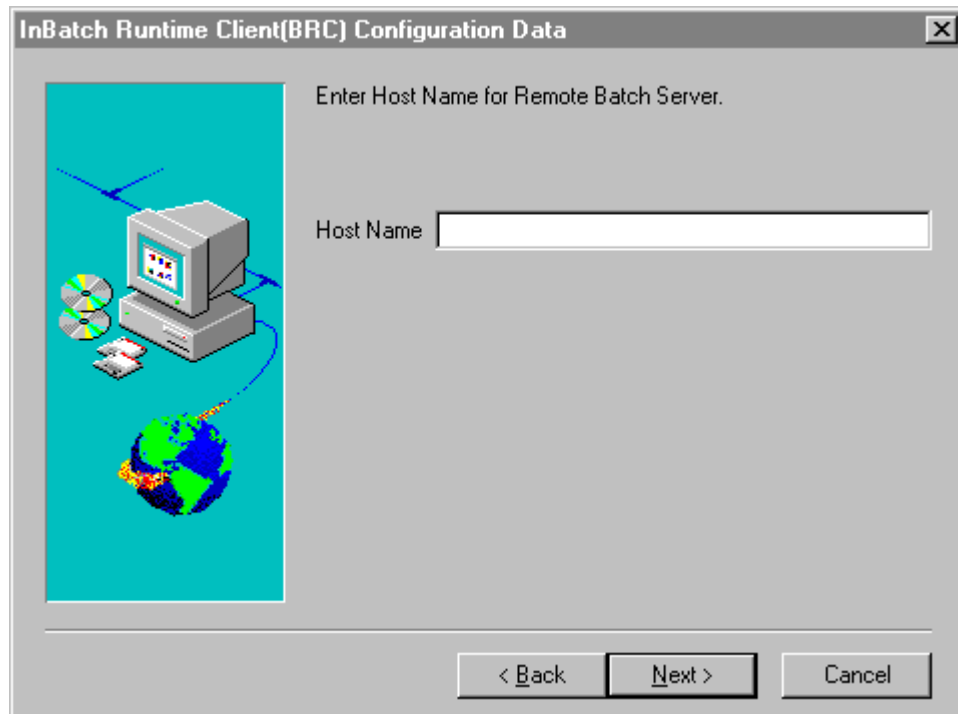 InBatch Runtime Client(BRC) Configuration Data
Enter Host Name for Remote Batch Server.
Host Name
< Back
Next >
Cancel